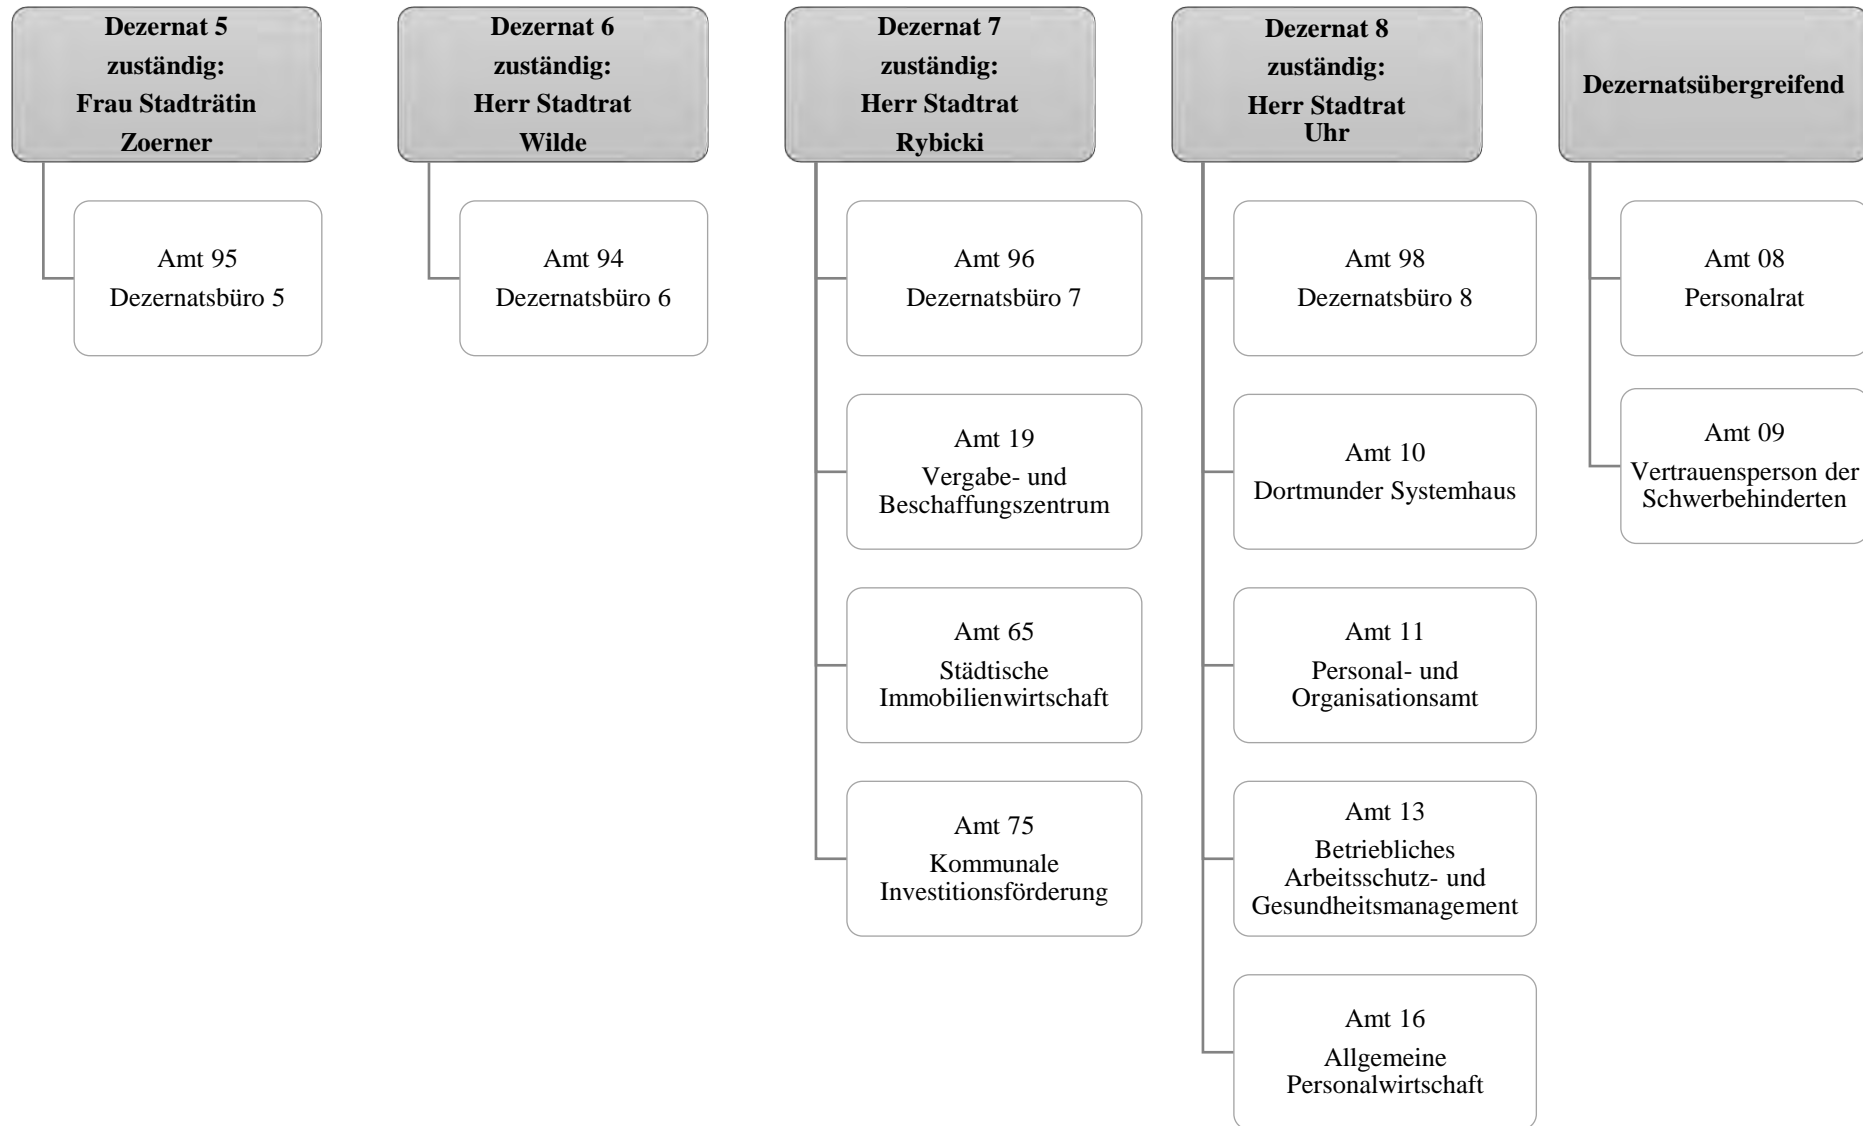 Dezernat 5
zuständig:
Frau Stadträtin
Zoerner
Amt 95
Dezernatsbüro 5
Dezernat 6
zuständig:
Herr Stadtrat
Wilde
Amt 94
Dezernatsbüro 6
Dezernat 7
zuständig:
Herr Stadtrat
Rybicki
Amt 96
Dezernatsbüro 7
Amt 19
Vergabe- und
Beschaffungszentrum
Amt 65
Städtische
Immobilienwirtschaft
Amt 75
Kommunale
Investitionsförderung
Dezernat 8
zuständig:
Herr Stadtrat
Uhr
Amt 98
Dezernatsbüro 8
Amt 10
Dortmunder Systemhaus
Amt 11
Personal- und
Organisationsamt
Amt 13
Betriebliches
Arbeitsschutz- und
Gesundheitsmanagement
Amt 16
Allgemeine
Personalwirtschaft
Dezernatsübergreifend
Amt 08
Personalrat
Amt 09
Vertrauensperson der
Schwerbehinderten